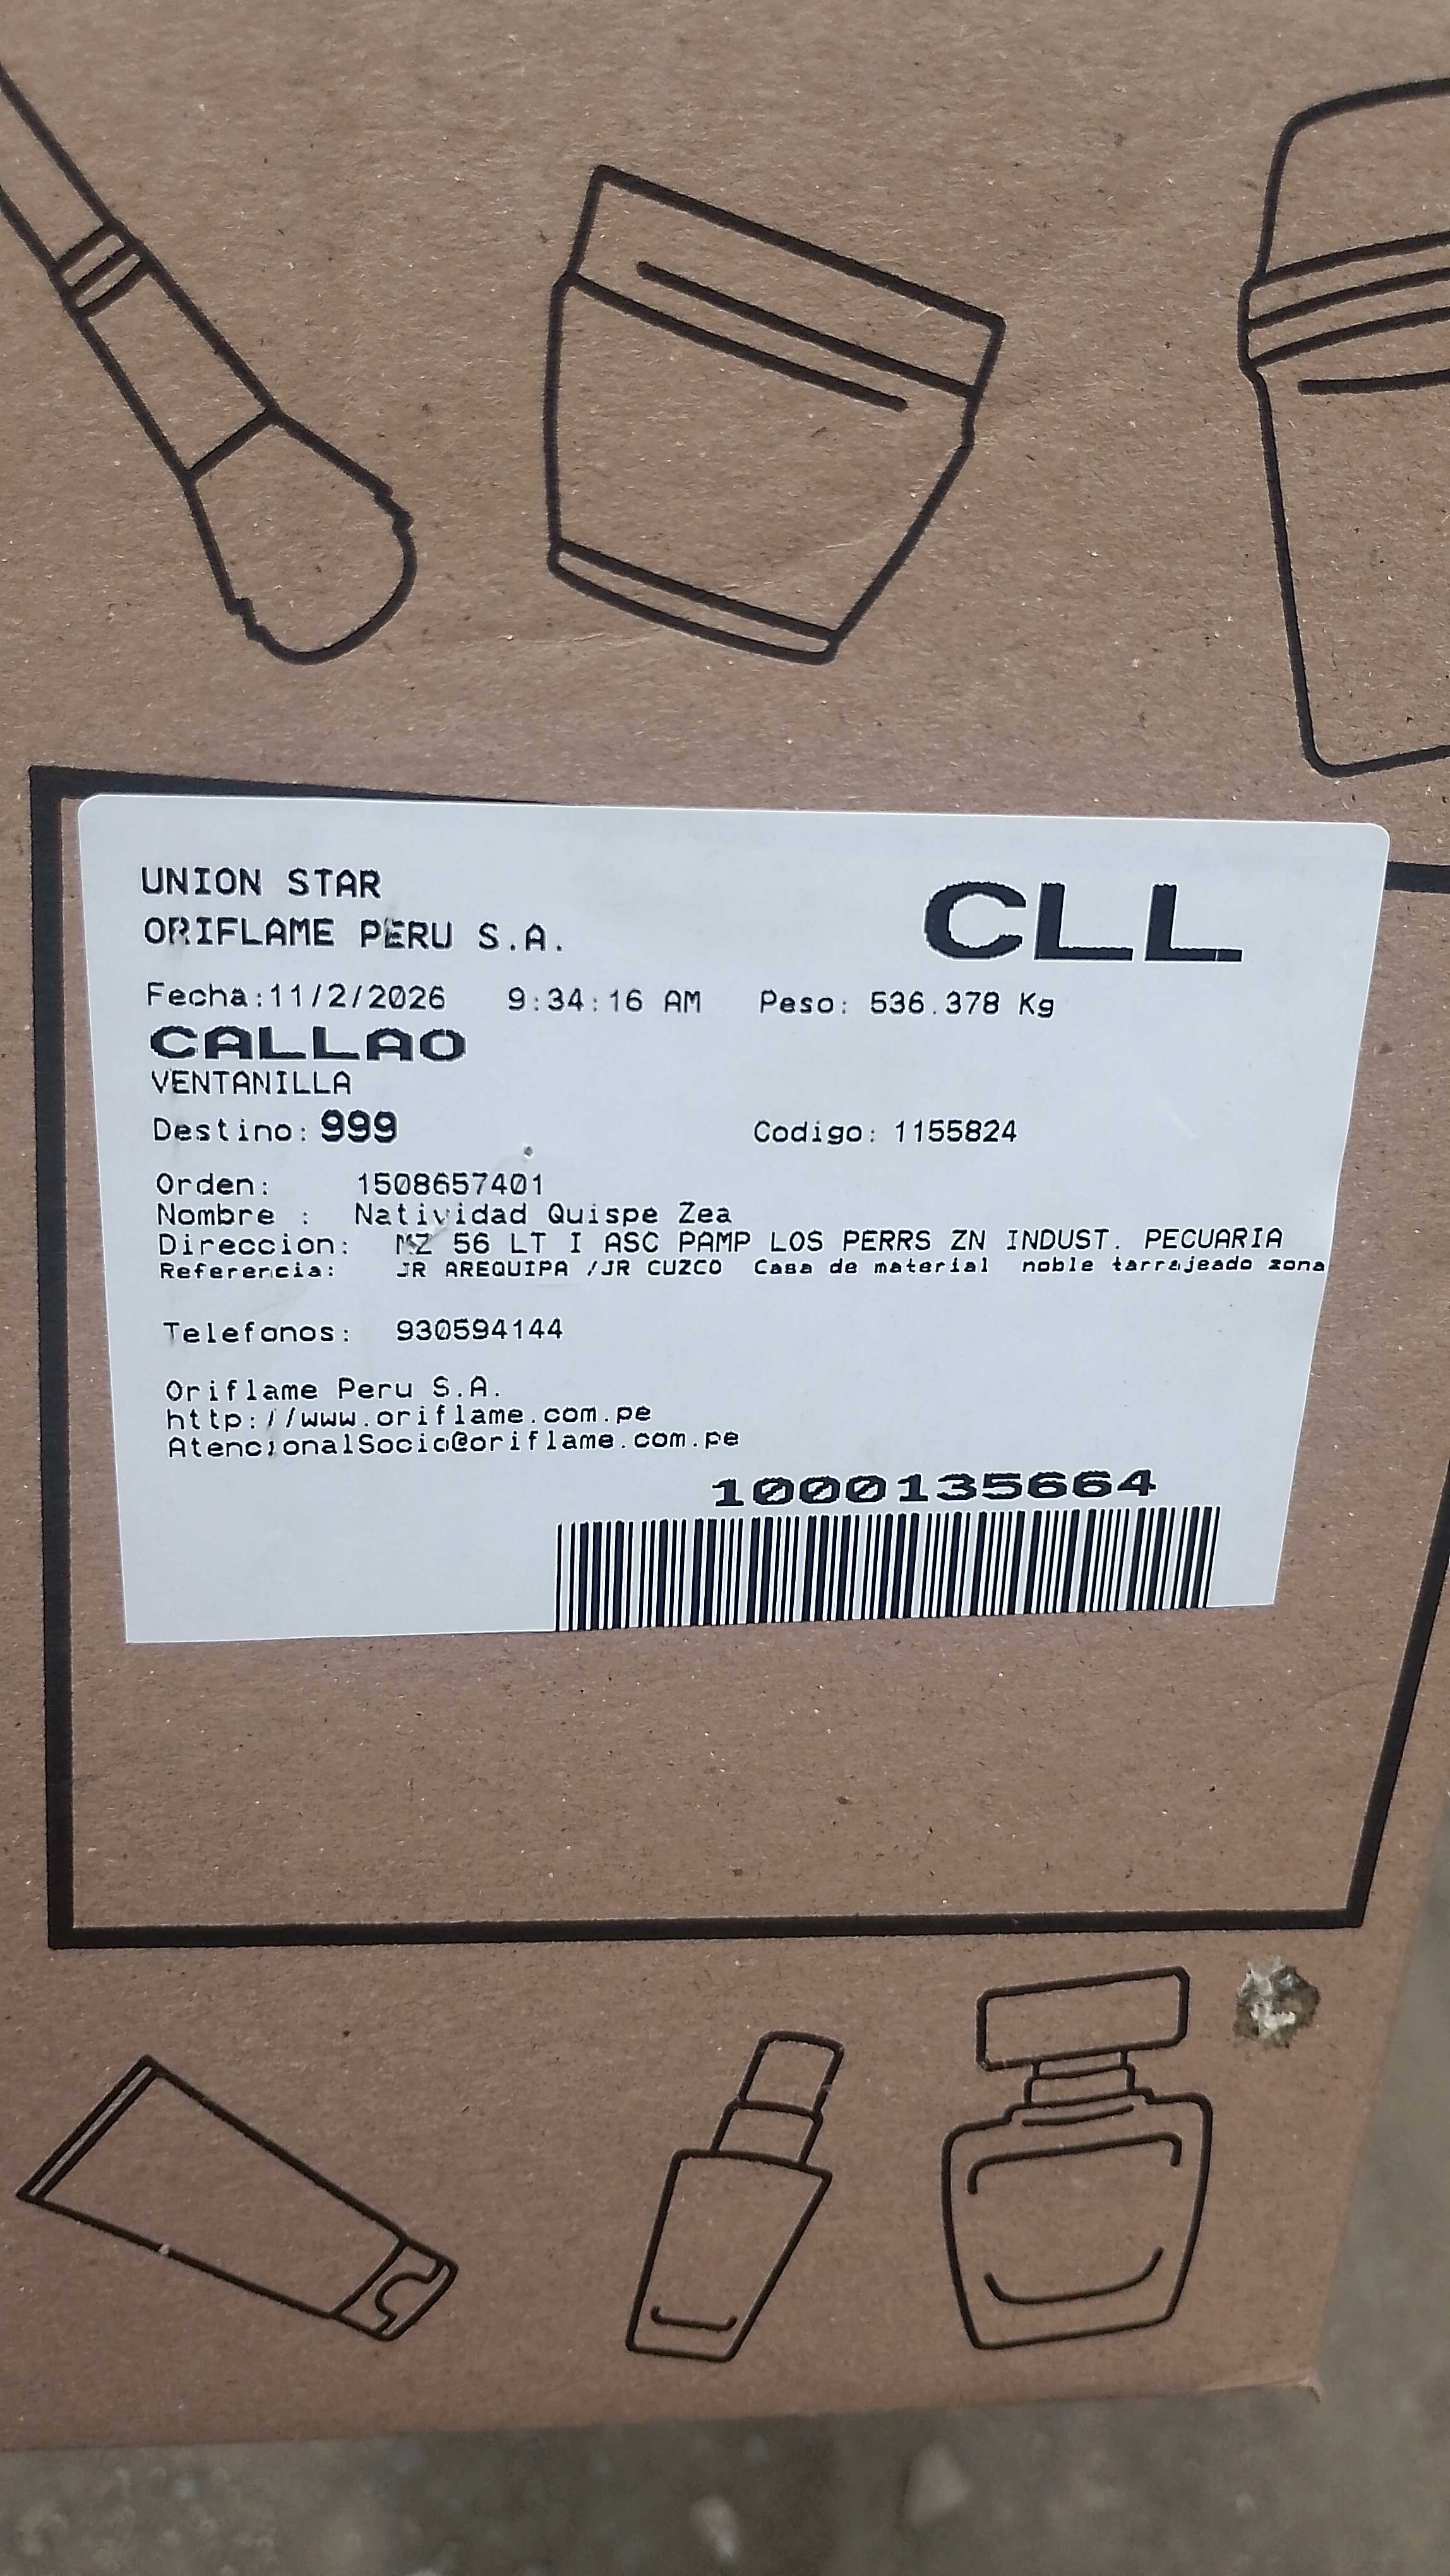 UNION STAR
ORIFLAME PERU S.A.
CLL
Fecha:11/2/2026 9:34:16 AM Peso: 536.378 Kg
CALLAO
VENTANILLA
Destino: 999 Codigo: 1155824
Orden: 1508657401
Nombre : Natividad Quispe Zea
Direccion: MZ 56 LT I ASC PAMP LOS PERRS ZN INDUST. PECUARIA
Referencia: JR AREQUIPA /JR CUZCO Casa de material noble tarrajeado zona
Telefonos: 930594144
Oriflame Peru S.A.
http://www.oriflame.com.pe
AtencionalSocio@oriflame.com.pe
1000135664